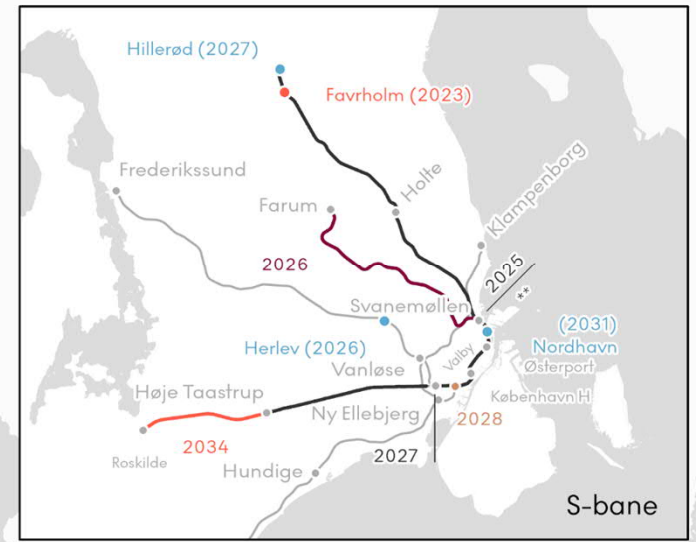 Hillerød (2027)
Favrholm (2023)
Frederikssund
Farum
Holte
Klampenborg
2026
2025
**
Svanemøllen
(2031)
Nordhavn
Herlev (2026)
Vanløse
Valby
Østerport
Høje Taastrup
København H
Ny Ellebjerg
2028
2034
2027
Roskilde
Hundige
S-bane